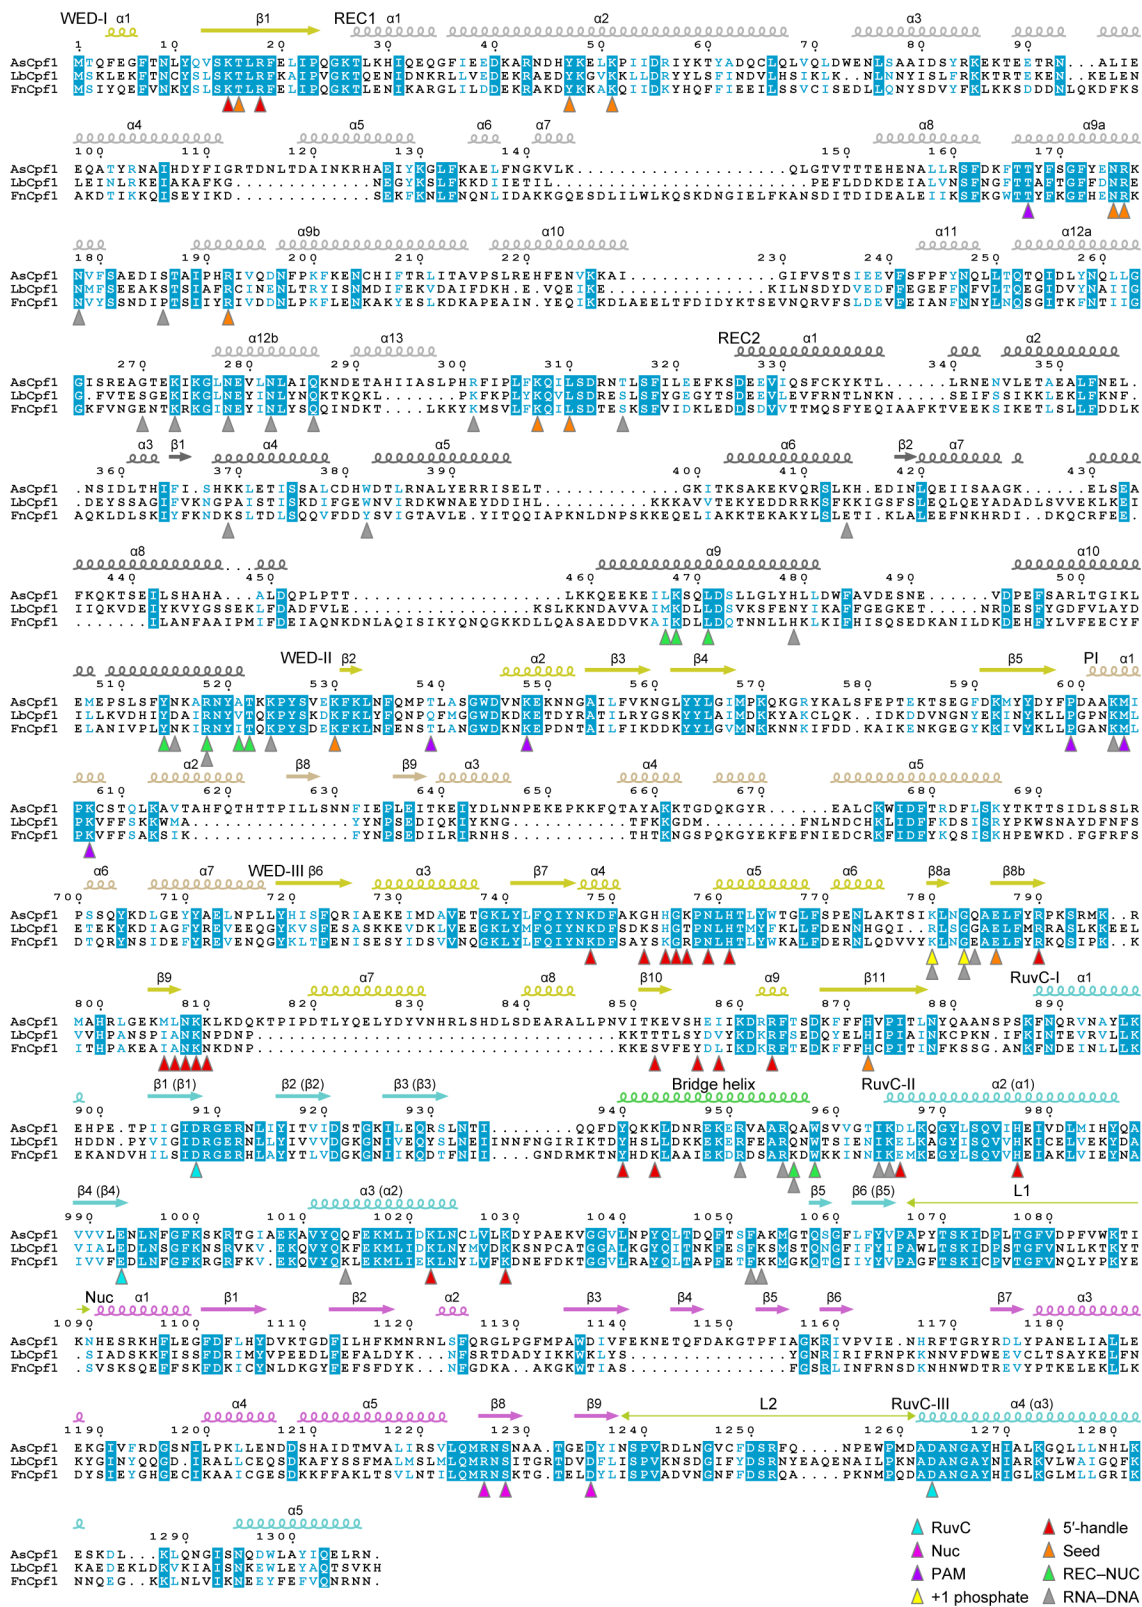 WED-I α1 β1 REC1 α1 α2 α3
1 10 20 30 40 50 60 70 80 90
AsCpf1 MTQFEGFTNLYQVSKTLRFELIPQGKTLKHIQEQGFIEEDKARNDHYKELKPIIDRIYKTYADQCLQLVQLDWENLSAAIDSYRKEKTEETRN...ALIEE
LbCpf1 MSKLEKFTNCYSLSKTLRFKAIPVGKTQENIDNKRLLVEDEKRAEDYKGVKKLLDRYYLSFINDVLHSIKLK..NLNNYISLFRKKTRTEKEN...KELEN
FnCpf1 MSIYQEFVNKYSLSKTLRFELIPQGKTLENIKARGLILDDEKRAKDYKKAKQIIDKYHQFFIEEILSSVCISEDLLQNYSDVYFKLKKSDDDNLQKDFKS
α4 α5 α6 α7 α8 α9a
100 110 120 130 140 150 160 170
AsCpf1 EQATYRNAIHDYFIGRTDNLTDAINKRHAEIYKGLFKAELFNGKVLK....................QLGTVTTTEHENALLRSFDKFTTYFSGFYENRK
LbCpf1 LEINLRKEIAKAFKG.............NEGYKSLFKKDIIETIL......................PEFLDDKDEIALVNSFNGFTTAFTGFFDNRE
FnCpf1 AKDTIKKQISEYIKD.............SEKFKNLFNQNLIDAKKGQESDLILWLKQSKDNGIELFKANSDITDIDEALEIIKSFKGWTTYFKGFHENRK
α9b α10 α11 α12a
180 190 200 210 220 230 240 250 260
AsCpf1 NVFSAEDISTAIPHRIVQDNFPKFKENCHIFTRLITAVPSLREHFENVKKAI.............GIFVSTSIEEVFSFPFYNQLLTQTQIDLYNQLLG
LbCpf1 NMFSEEAKSTSIAFRCINENLTRYISNMDIFEKVDAIFDKH.EVQEIKE................KILNSDYDVEDFFEGEFFNFVLTQEGIDVYNAIIG
FnCpf1 NVYSSNDIPTSIIYRIVDDNLPKFLENKAKYESLKDKAPEAIN.YEQIKKDLAEELTFDIDYKTSEVNQRVFSLDEVFEIANFNNYLNQSGITKFNTIIG
α12b α13 REC2 α1 α2
270 280 290 300 310 320 330 340 350
AsCpf1 GISREAGTEKIKGLNEVLNLAIQKNDETAHIIASLPHRFIPLFKQILSDRNTLSFILEEFKSDEEVIQSFCKYKTL......LRNENVLETAEALFNEL.
LbCpf1 G.FVTESGEKIKGLNEYINLYNQKTKQKL........PKFKPLYKQVLSDRESLSFYGEGYTSDEEVLEVFRNTLNKN.....SEIFSSIKKLEKLFKNF.
FnCpf1 GKFVNGENTKRKGINEYINLYSQQINDKT....LKKYKMSVLFKQILSDTESKSFVIDKLEDDSDVVTTMQSFYEQIAAFKTVEEKSIKETLSLLFDDLK
α3 β1 α4 α5 α6 β2 α7
360 370 380 390 400 410 420 430
AsCpf1 .NSIDLTHIFI.SHKKLETISSALCDHWDTLRNALYERRISELT.............GKITKSAKEKVQRSLKH.EDINLQEIISAAGK......ELSEA
LbCpf1 .DEYSSAGIFVKNGPAISTISKDIFGEWNVIRDKWNAEYDDIHL.............KKKAVVTEKYEDDRRKSFKKIGSFSLEQLQEYADADLSVVEKLKEI
FnCpf1 AQKLDLSKIYFKNDKSLTDLSQQVFDDYSVIGTAVLE.YITQQIAPKNLDNPSKKEQELIAKKTEKAKYLSLETI.KLALEEFNKHRDI..DKQCRFEE.
α8 α9 α10
440 450 460 470 480 490 500
AsCpf1 FKQKTSEILSHAHA...ALDQPLPTT.....................LKKQEEKEILKSQLDSLLGLYHLLDWFAVDESNE......VDPEFSARLTGIKL
LbCpf1 IIQKVDEIYKVYGSSEKLFDADFVLE.....................KSLKKNDAVVAIMKDLLDSVKSFENYIKAFFGEGKET....NRDESFYGDFVLAYD
FnCpf1 .......ILANFAAIPMIFDEIAQNKDNLAQISIKYQNQGKKDLLQASAEDDVKAIKDLLDQTNNLLHKLKIFHISQSEDKANILDKDEHFYLVFEECYF
α1 WED-II β2 α2 β3 β4 β5 PI α1
510 520 530 540 550 560 570 580 590 600
AsCpf1 EMEPSLSFYNKARNYATKKPYSVEKFKLNFQMPTLASGWDVNKEKNNGAILFVKNGLYYLGIMPKQKGRYKALSFEPTEKTSEGFDKMYYDYFPDAAKMI
LbCpf1 ILLKVDHIYDAIRNYVTQKPYSKDKFKLYFQNPQFMGGWDKDKETDYRATILRYGSKYYLAIMDKKYAKCLQK..IDKDDVNGNYEKINYKLLPGPNKML
FnCpf1 ELANIVPLYNKIRNYITQKPYSDEKFKLNFENSTLANGWDKNKEPDNTAILFIKDDKYYLGVMNKKNNKIFDD..KAIKENKGEGYKKIVYKLLPGANKML
α2 β8 β9 α3 α4 α5
610 620 630 640 650 660 670 680 690
AsCpf1 PKCSTQLKAVTAHFQTHTTPILLSNNFIEPLEITKEIYDLNNPEKEPKKFQTAYAKKTGDQKGYR......EALCKWIDFTRDFLSKYTKTTSIDLSSLR
LbCpf1 PKVFFSKKWMA..............YYNPSEDIQKIYKNG...........TFKKGDM.........FNLNDCHKLIDFFKDSISRYPKWSNAYDFNFS
FnCpf1 PKVFFSAKSIK..............FYNPSEDILRIRNHS...........THTKNGSPQKGYEKFEFNIEDCRKFIDFYKQSISKHPEWKD.FGFRFS
α6 α7 WED-III β6 α3 β7 α4 α5 α6 β8a β8b
700 710 720 730 740 750 760 770 780 790
AsCpf1 PSSQYKDLGEYYAELNPLLYHISFQRIAEKEIMDAVETGKLYLFQIYNKDFAKGHHGKPNLHTLYWTGLFSPENLAKTSIKLNGQAELFYRPKSRMK..R
LbCpf1 ETEKYKDIAGFYREVEEQGYKVSFESASKKEVDKLVEEGKLYMFQIYNKDFSDKSHGTPNLHTMYFKLLFDENNHGQI..RLSGGAELFMRRASLKK..E
FnCpf1 DTQRYNSIDEFYREVENQGYKLTFENISESYIDSVVNQGKLYLFQIYNKDFSAYSKGRPNLHTLYWKALFDERNLQDVVYKLNGEAELFYRKQSIPK..K
β9 α7 α8 β10 α9 β11 RuvC-I α1
800 810 820 830 840 850 860 870 880 890
AsCpf1 MAHRLGEKMLNKKLKDQKTPIPDTLYQELYDYVNHRLSHDLSDEARALLPNVITKEVSHEIIKDRRFTSDKFFFHVPITLNYQAANSPSKFNQRVNAYLK
LbCpf1 VVHPANSPIANKNPDNP..................................KTTTLSYDVYKDKRFSEDQYELHIPIAINKCPKN.IFKINTEVRVLLK
FnCpf1 ITHPAKEAIANKNKDNP..................................KKESVFEYDLIKDKRFTEDKFFFHCPITINFKSSG.ANKFNDEINLLLK
β1 (β1) β2 (β2) β3 (β3) Bridge helix RuvC-II α2 (α1)
900 910 920 930 940 950 960 970 980
AsCpf1 EHPE.TPIIGIDRGERNLIYITVIDSTGKILEQRSLNTI........QQFDYQKKLDNREKERVAARQAWSVVGTIKDLKQGYLSQVIHEIVDLMIHYQA
LbCpf1 HDDN.PYVIGIDRGERNLLYIVVVDGKGNIVEQYSLNEIINNFNGIRIKTDYHSLLDKKEKERFEARQNWTSIENIKELKAGYISQVVHKICELVEKYDA
FnCpf1 EKANDVHILSIDRGERHLAYYTLVDGKGNIIKQDTFNII....GNDRMKTNYHDKLAAIEKDRDSARKDWKKINNIKEMKEGYLSQVVHEIAKLVIEYNA
β4 (β4) α3 (α2) β5 β6 (β5) L1
990 1000 1010 1020 1030 1040 1050 1060 1070 1080
AsCpf1 VVVLENLNFGFKSKRTGIAEKAVYQQFEKMLIDKLNCLVLKDYPAEKVGGVLNPYQLTDQFTSFAKMGTQSGFLFYVPAPYTSKIDPLTGFVDPFVWKTI
LbCpf1 VIALEDLNSGFKNSRVKV.EKQVYQKFEKMLIDKLNYMVDKKSNPCATGGALKGYQITNKFESFKSMSTQNGFIFYIPAWLTSKIDPSTGFVNLLKTKYT
FnCpf1 IVVFEDLNFGFKRGRFKV.EKQVYQKLEKMLIEKLNYLVFKDNEFDKTGGVLRAYQLTAPFETFKKMGKQTGIIYYVPAGFTSKICPVTGFVNQLYPKYE
Nuc α1 β1 β2 α2 β3 β4 β5 β6 β7 α3
1090 1100 1110 1120 1130 1140 1150 1160 1170 1180
AsCpf1 KNHESRKHFLEGFDFLHYDVKTGDFILHFKMNRNLSFQRGLPGFMPAWDIVFEKNETQFDAKGTPFIAGKRIVPVIE.NHRFTGRYRDLYPANELIALLE
LbCpf1 .SIADSKKFISSFDRIMYVPEEDLFEFALDYK...NFSRTDADYIKKWKLYS...............YGNRIRIFRNPKKNNVFDWEEVCLTSAYKELFN
FnCpf1 .SVSKSQEFFSKFDKICYNLDKGYFEFSFDYK...NFGDKA..AKGKWTIAS...............FGSRLINFRNSDKNHNWDTREVYPTKELEKLLK
α4 α5 β8 β9 L2 RuvC-III α4 (α3)
1190 1200 1210 1220 1230 1240 1250 1260 1270 1280
AsCpf1 EKGIVFRDGSNILPKLLENDDSHAIDTMVALIRSVLQMRNSNAA.TGEDYINSPVRDLNGVCFDSRFQ....NPEWPMDADANGAYHIALKGQLLLNHLK
LbCpf1 KYGINYQQGD.IRALLCEQSDKAFYSSFMALMSLMLQMRNSITGRTDVDFLISPVKNSDGIFYDSRNYEAQENAILPKNADANGAYNIARKVLWAIGQFK
FnCpf1 DYSIEYGHGECIKAAICGESDKKFFAKLTSVLNTILQMRNSKTG.TELDYLISPVADVNGNFFDSRQA....PKNMPQDADANGAYHIGLKGLMLLGRIK
α5
1290 1300
AsCpf1 ESKDL...KLQNGISNQDWLAYIQELRN.
LbCpf1 KAEDEKLDKVKIAISNKEWLEYAQTSVKH
FnCpf1 NNQEG..KKLNLVIKNEEYFEFVQNRNN.
RuvC 5′-handle
Nuc Seed
PAM REC–NUC
+1 phosphate RNA–DNA